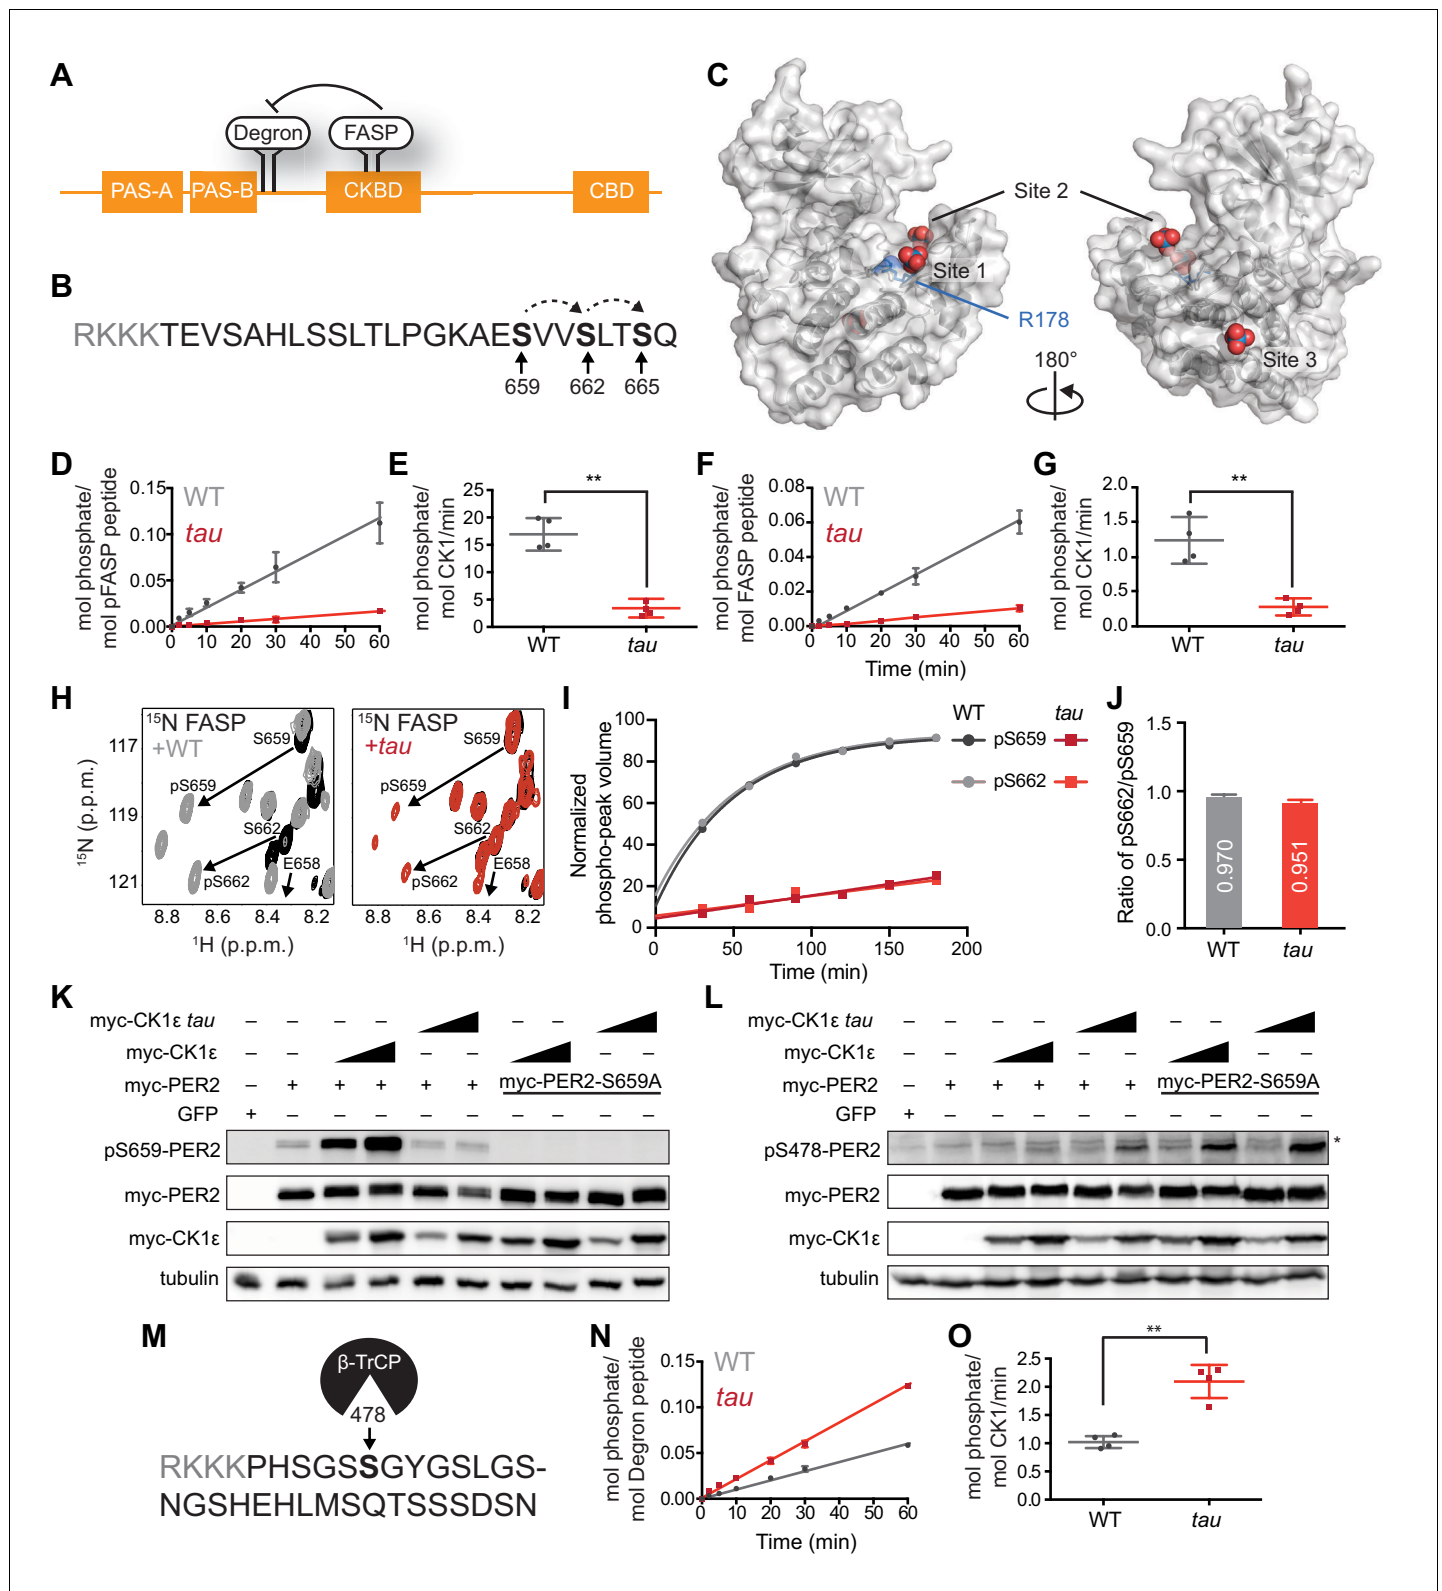 A
Degron
FASP
PAS-A
PAS-B
CKBD
CBD
B
RKKKTEVSAHLSSLTLPGKAESVVSLTSQ
659 662 665
C
Site 2
Site 1
R178
180°
Site 3
D
mol phosphate/
mol pFASP peptide
0.15
0.10
0.05
0.00
WT
tau
0 10 20 30 40 50 60
E
mol phosphate/
mol CK1/min
25
20
15
10
5
0
**
WT tau
F
mol phosphate/
mol FASP peptide
0.08
0.06
0.04
0.02
0.00
WT
tau
0 10 20 30 40 50 60
Time (min)
G
mol phosphate/
mol CK1/min
2.0
1.5
1.0
0.5
0.0
**
WT tau
H
15N FASP
+WT
S659
pS659
S662
E658
pS662
117
119
121
15N (p.p.m.)
8.8 8.6 8.4 8.2
1H (p.p.m.)
15N FASP
+tau
S659
pS659
S662
E658
pS662
8.8 8.6 8.4 8.2
1H (p.p.m.)
I
Normalized
phospho-peak volume
100
80
60
40
20
0
0 50 100 150 200
Time (min)
WT tau
pS659
pS662
J
Ratio of pS662/pS659
1.5
1.0
0.5
0.0
0.970
0.951
WT tau
K
myc-CK1ε tau – – – – – –
myc-CK1ε – – – – – –
myc-PER2 – + + + + + myc-PER2-S659A
GFP + – – – – – – – – –
pS659-PER2
myc-PER2
myc-CK1ε
tubulin
L
myc-CK1ε tau – – – – – –
myc-CK1ε – – – – – –
myc-PER2 – + + + + + myc-PER2-S659A
GFP + – – – – – – – – –
pS478-PER2 *
myc-PER2
myc-CK1ε
tubulin
M
β-TrCP
478
RKKKPHSGSSGYGSLGS-
NGSHEHLMSQTSSSDSN
N
mol phosphate/
mol Degron peptide
0.15
0.10
0.05
0.00
WT
tau
0 10 20 30 40 50 60
Time (min)
O
mol phosphate/
mol CK1/min
2.5
2.0
1.5
1.0
0.5
0.0
**
WT tau